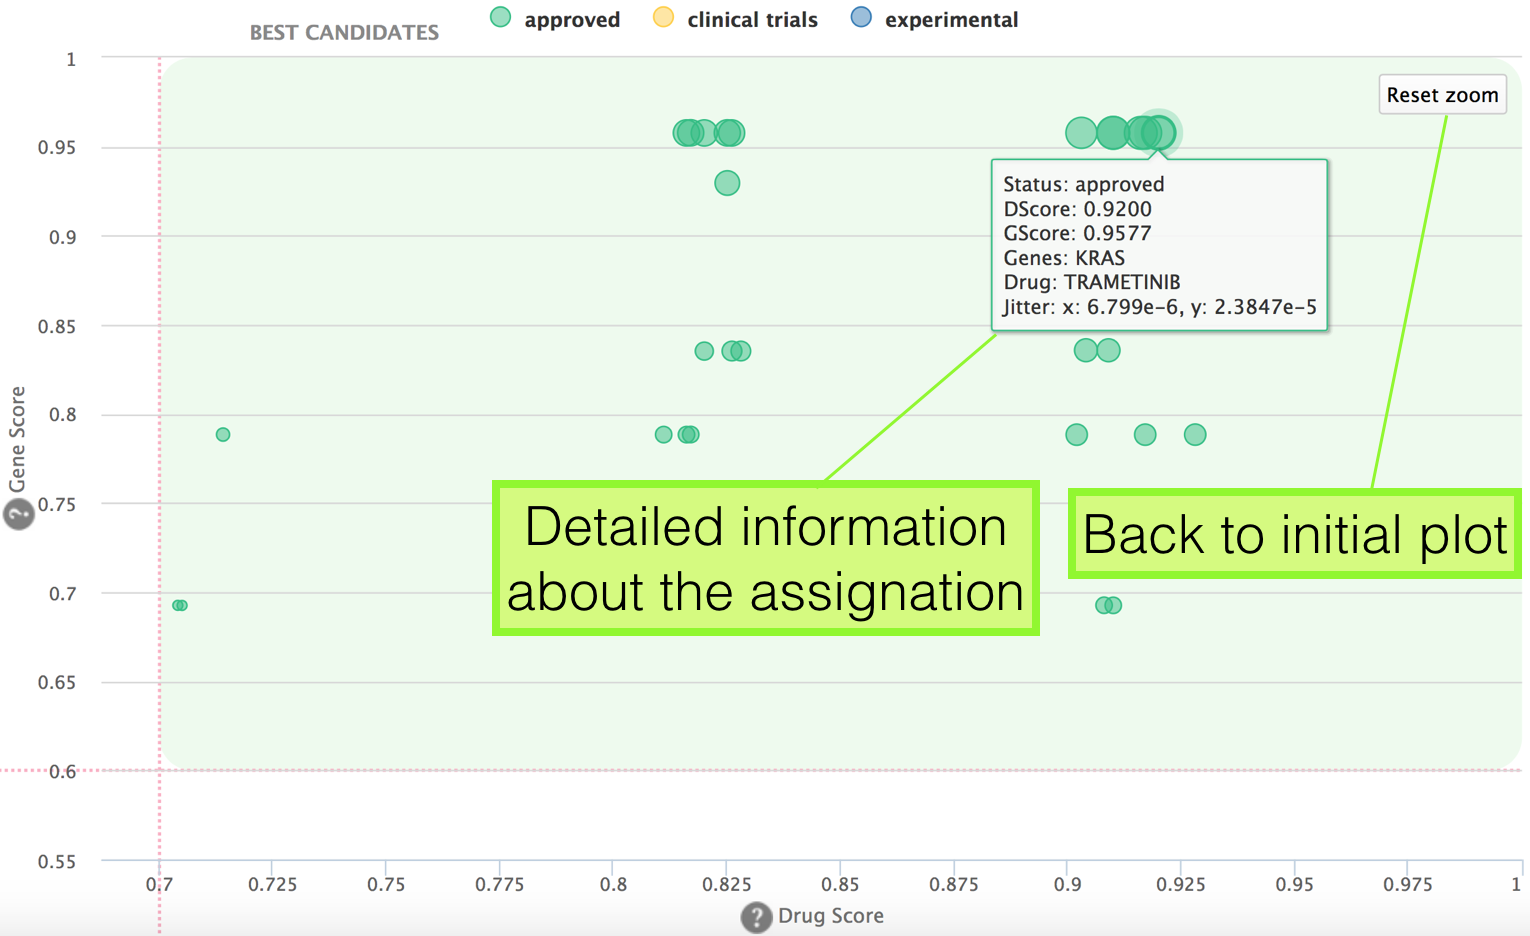 BEST CANDIDATES
approved
clinical trials
experimental
Reset zoom
1
0.95
0.9
0.85
0.8
0.75
0.7
0.65
0.6
0.55
Gene Score
?
Status: approved
DScore: 0.9200
GScore: 0.9577
Genes: KRAS
Drug: TRAMETINIB
Jitter: x: 6.799e-6, y: 2.3847e-5
Detailed information
about the assignation
Back to initial plot
0.7
0.725
0.75
0.775
0.8
0.825
0.85
0.875
0.9
0.925
0.95
0.975
1
? Drug Score